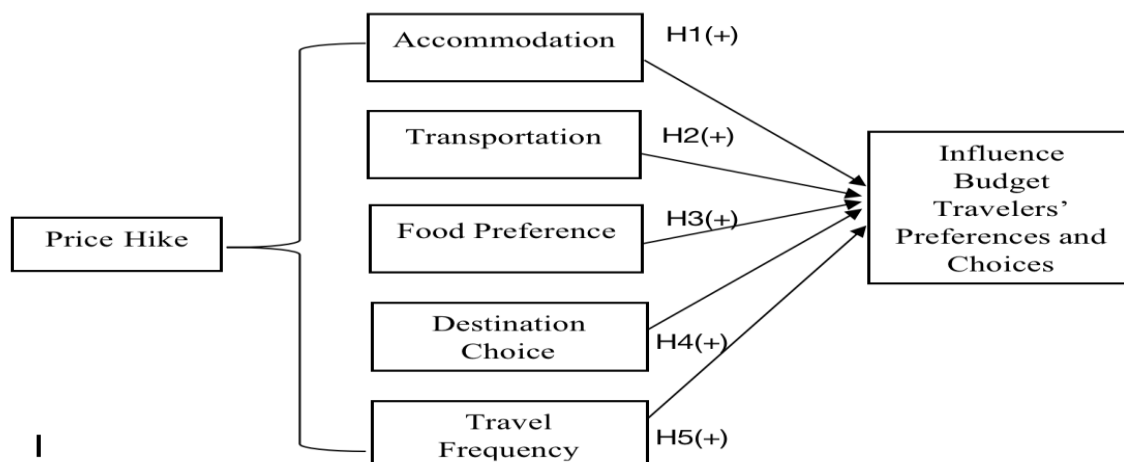 Accommodation
H1(+)
Transportation
H2(+)
Influence
Budget
Travelers’
Preferences and
Choices
Price Hike
Food Preference
H3(+)
Destination
Choice
H4(+)
Travel
Frequency
H5(+)
I